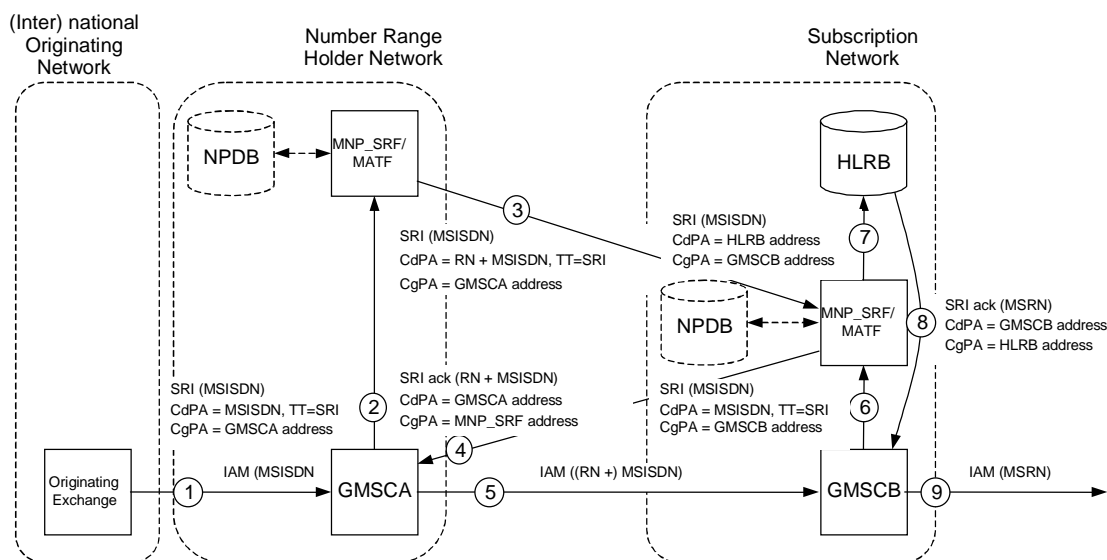 (Inter) national
Originating
Network
Number Range
Holder Network
Subscription
Network
NPDB
MNP_SRF/
MATF
HLRB
3
SRI (MSISDN)
CdPA = RN + MSISDN, TT=SRI
CgPA = GMSCA address
SRI (MSISDN)
CdPA = HLRB address
CgPA = GMSCB address
7
NPDB
MNP_SRF/
MATF
8
SRI ack (MSRN)
CdPA = GMSCB address
CgPA = HLRB address
SRI (MSISDN)
CdPA = MSISDN, TT=SRI
CgPA = GMSCA address
2
SRI ack (RN + MSISDN)
CdPA = GMSCA address
CgPA = MNP_SRF address
4
SRI (MSISDN)
CdPA = MSISDN, TT=SRI
CgPA = GMSCB address
6
Originating
Exchange
1
IAM (MSISDN
GMSCA
5
IAM ((RN +) MSISDN)
GMSCB
9
IAM (MSRN)